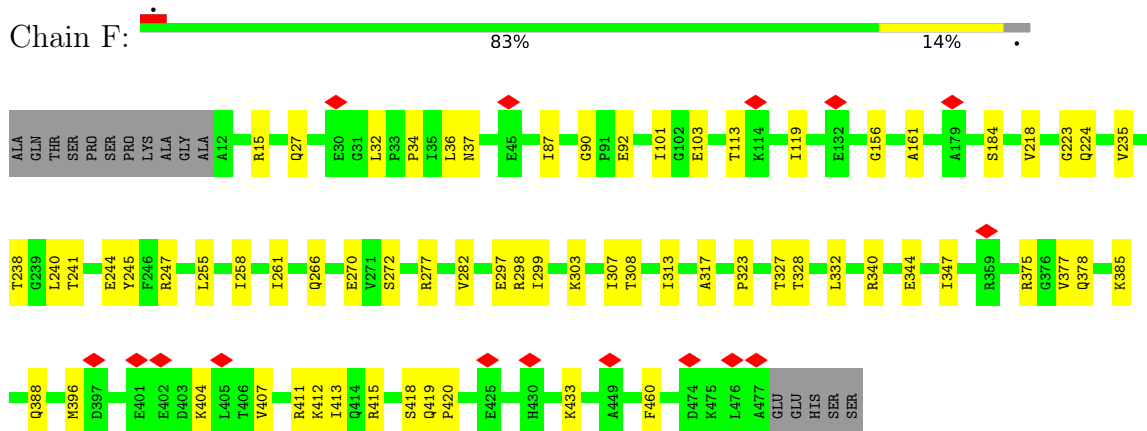 Chain F:
83% 14%
ALA GLN THR SER PRO SER PRO LYS ALA GLY ALA A12 R15 Q27 E30 G31 L32 P33 P34 I35 L36 N37 E45 I87 G90 P91 E92 I101 G102 E103 T113 K114 I119 E132 G156 A161 A179 S184 V218 G223 Q224 V235
T238 G239 L240 T241 E244 Y245 F246 R247 L255 I258 I261 Q266 E270 V271 S272 R277 V282 E297 R298 I299 K303 I307 T308 I313 A317 P323 T327 T328 L332 R340 E344 I347 R359 R375 G376 V377 Q378 K385
Q388 M396 D397 E401 E402 D403 K404 L405 T406 V407 R411 K412 I413 Q414 R415 S418 Q419 P420 E425 H430 K433 A449 F460 D474 K475 L476 A477 GLU GLU HIS SER SER